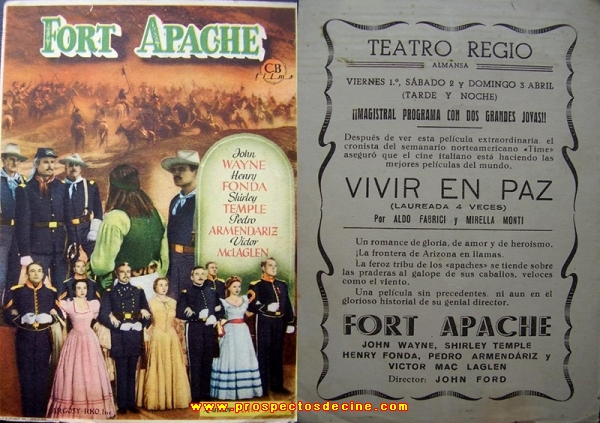 FORT APACHE
CB
films
John
WAYNE
Henry
FONDA
Shirley
TEMPLE
Pedro
ARMENDARIZ
Victor
McLAGLEN
ARGOSY-RKO, Inc
TEATRO REGIO
ALMANSA
VIERNES 1.º, SÁBADO 2 y DOMINGO 3 ABRIL
(TARDE Y NOCHE)
¡¡MAGISTRAL PROGRAMA CON DOS GRANDES JOYAS!!
Después de ver esta película extraordinaria, el
cronista del semanario norteamericano «Time»
aseguró que el cine italiano está haciendo las
mejores películas del mundo.
VIVIR EN PAZ
(LAUREADA 4 VECES)
Por ALDO FABRICI y MIRELLA MONTI
Un romance de gloria, de amor y de heroísmo.
¡La frontera de Arizona en llamas.
La feroz tribu de los «apaches» se tiende sobre
las praderas al galope de sus caballos, veloces
como el viento.
Una película sin precedentes, ni aun en el
glorioso historial de su genial director.
FORT APACHE
JOHN WAYNE, SHIRLEY TEMPLE
HENRY FONDA, PEDRO ARMENDÁRIZ y
VICTOR MAC LAGLEN
Director: JOHN FORD
www.prospectosdecine.com